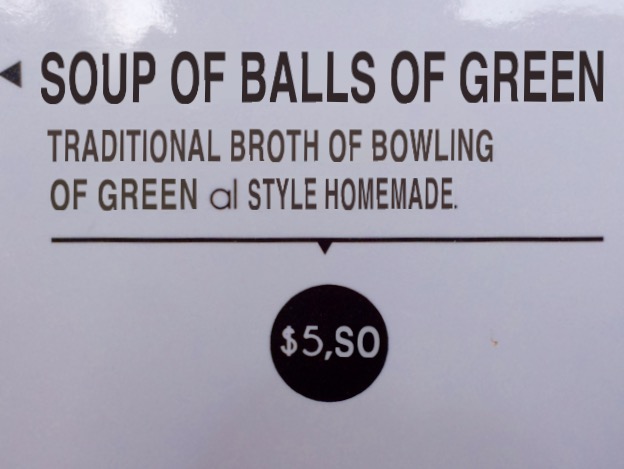 SOUP OF BALLS OF GREEN
TRADITIONAL BROTH OF BOWLING
OF GREEN al STYLE HOMEMADE.
$5,SO